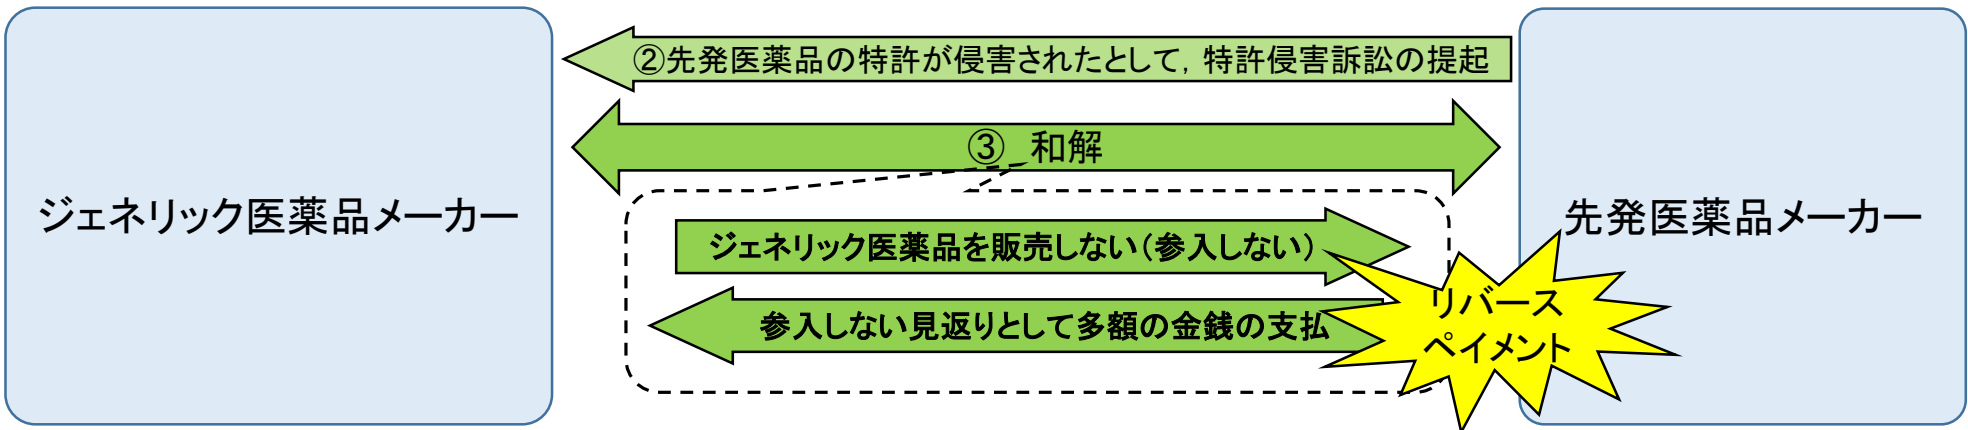 ②先発医薬品の特許が侵害されたとして，特許侵害訴訟の提起
③　和解
ジェネリック医薬品メーカー
先発医薬品メーカー
ジェネリック医薬品を販売しない（参入しない）
参入しない見返りとして多額の金銭の支払
リバース
ペイメント